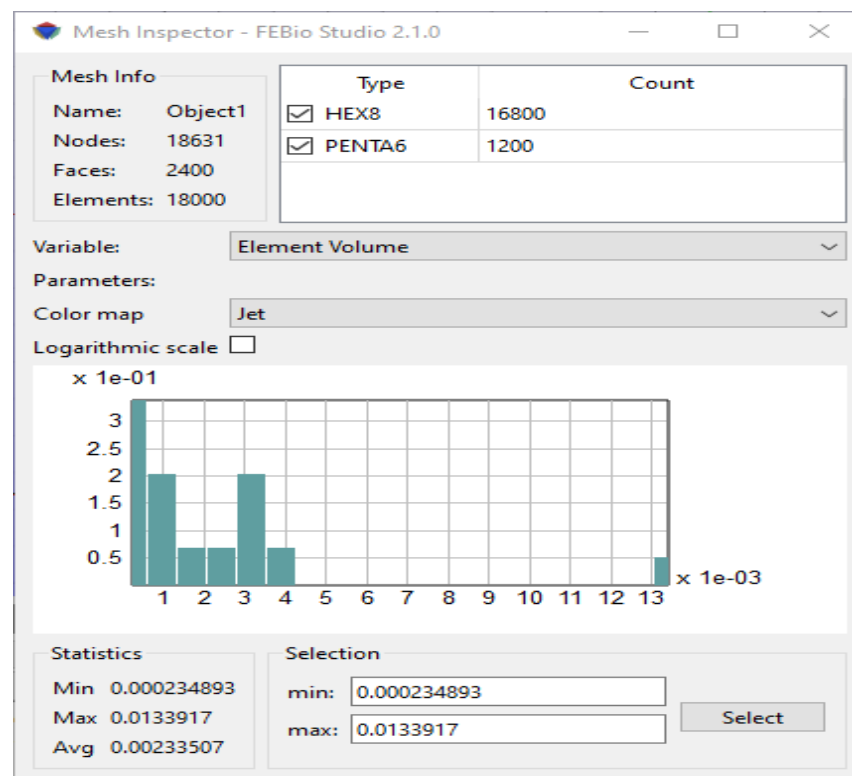 Mesh Inspector - FEBio Studio 2.1.0
Mesh Info
Name: Object1
Nodes: 18631
Faces: 2400
Elements: 18000
Type Count
HEX8 16800
PENTA6 1200
Variable: Element Volume
Parameters:
Color map Jet
Logarithmic scale
x 1e-01
3
2.5
2
1.5
1
0.5
1 2 3 4 5 6 7 8 9 10 11 12 13
x 1e-03
Statistics
Min 0.000234893
Max 0.0133917
Avg 0.00233507
Selection
min: 0.000234893
max: 0.0133917
Select